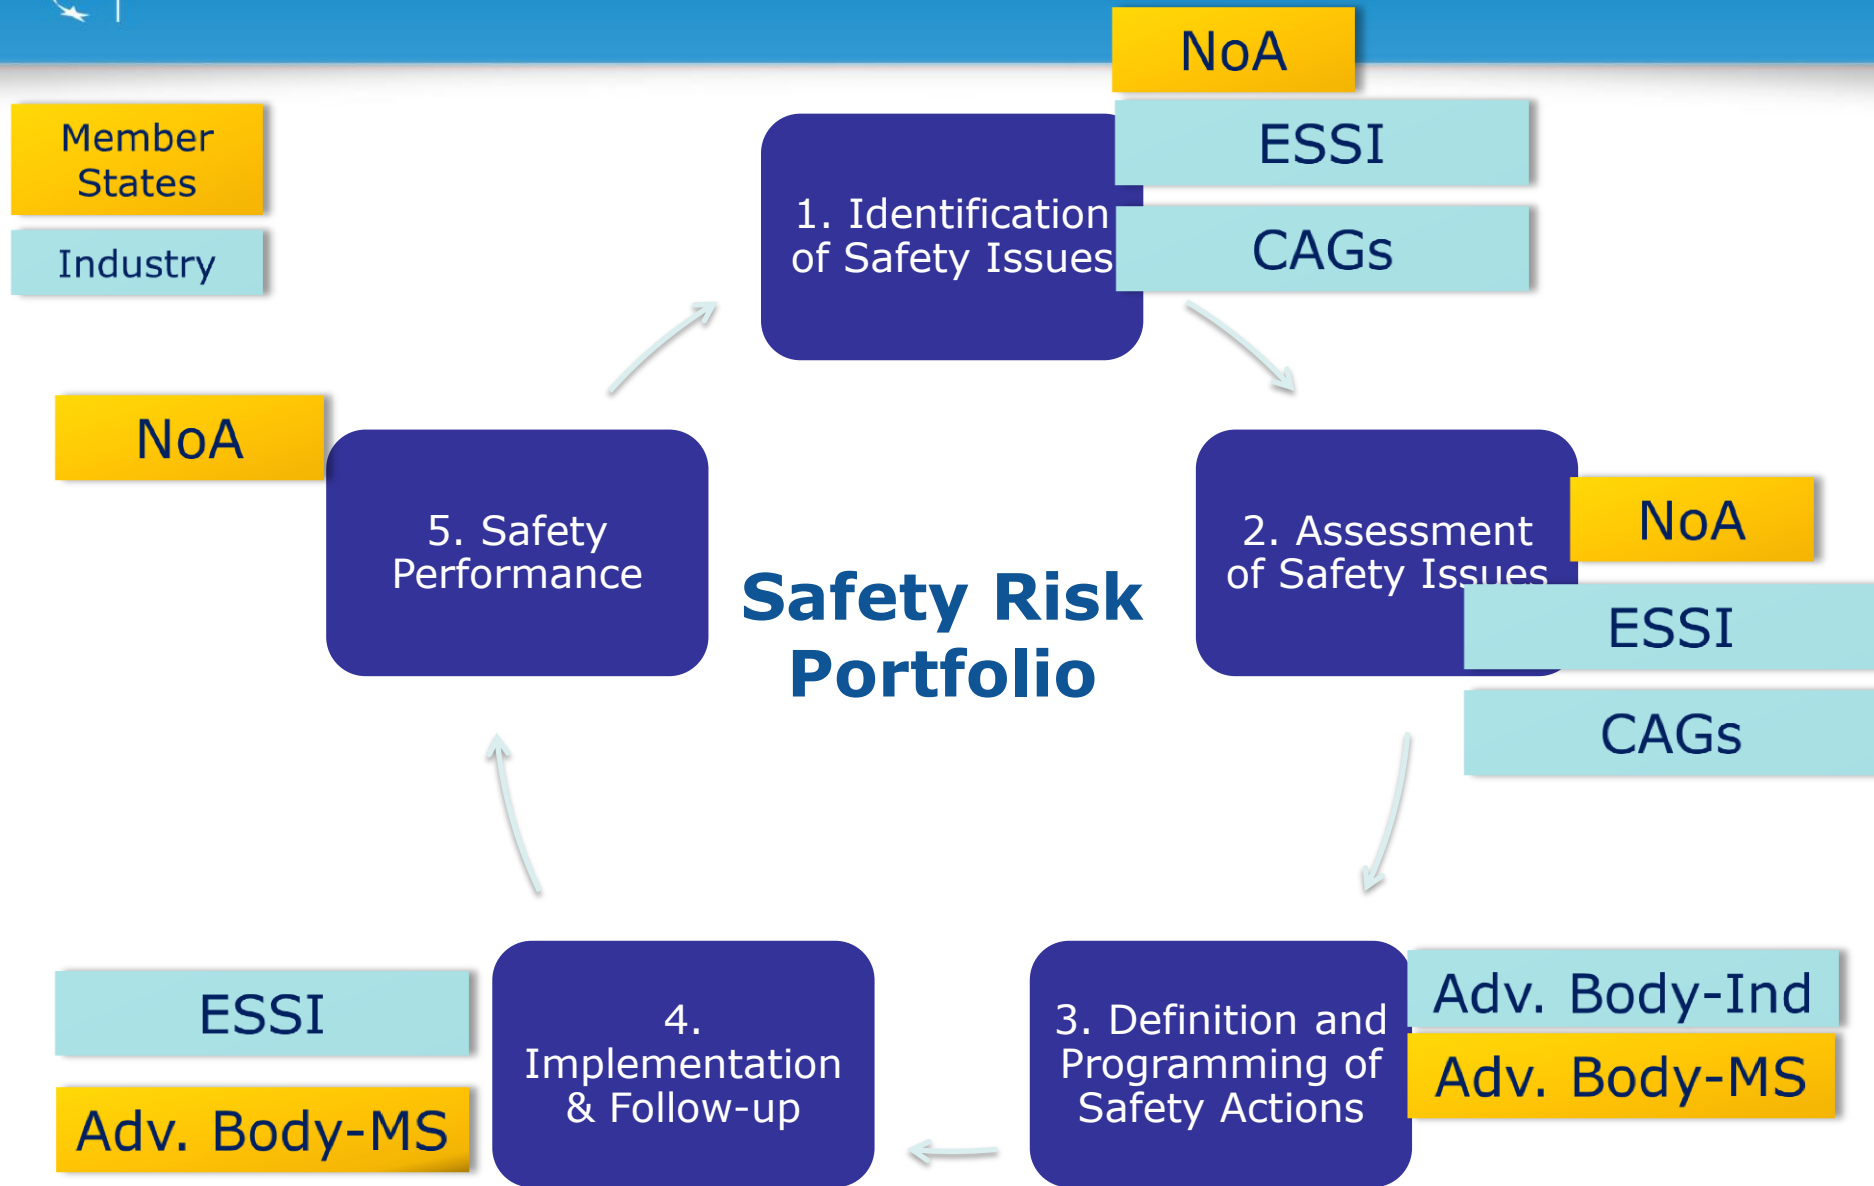 NoA
Member
States
Industry
ESSI
CAGs
1. Identification
of Safety Issues
NoA
5. Safety
Performance
Safety Risk
Portfolio
2. Assessment
of Safety Issues
NoA
ESSI
CAGs
ESSI
Adv. Body-MS
4.
Implementation
& Follow-up
3. Definition and
Programming of
Safety Actions
Adv. Body-Ind
Adv. Body-MS